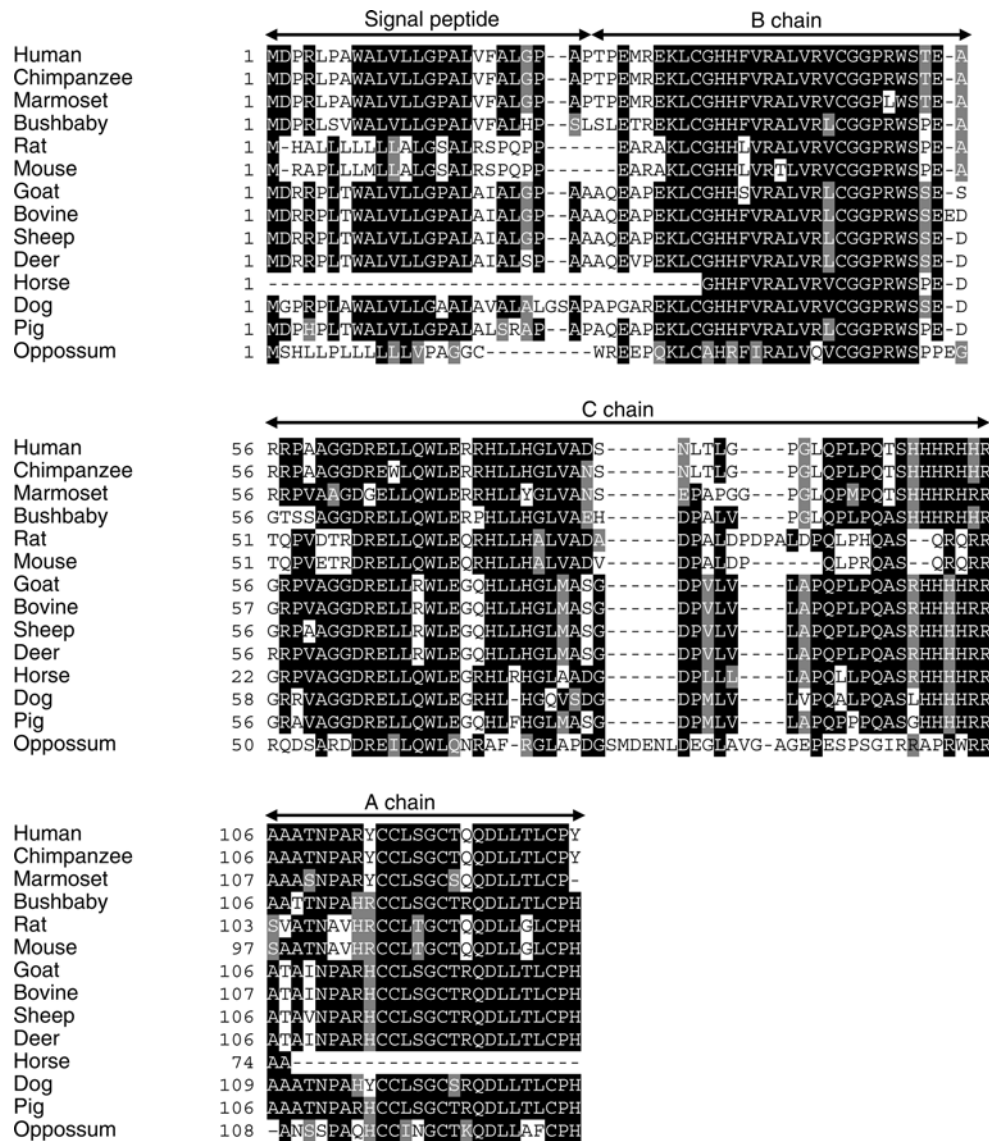 Signal peptide B chain
Human 1 MDPRLPAWALVLLGPALVFALGP--APTPEMREKLCGHHFVRALVRVCGGPRWSTE-A
Chimpanzee 1 MDPRLPAWALVLLGPALVFALGP--APTPEMREKLCGHHFVRALVRVCGGPRWSTE-A
Marmoset 1 MDPRLPAWALVLLGPALVFALGP--APTPEMREKLCGHHFVRALVRVCGGPLWSTE-A
Bushbaby 1 MDPRLSVWALVLLGPALVFALHP--SLSLETREKLCGHHFVRALVRLCGGPRWSPE-A
Rat 1 M-HALLLLLLLALGSALRSPQPP------EARAKLCGHHLVRALVRVCGGPRWSPE-A
Mouse 1 M-RAPLLLMLLALGSALRSPQPP------EARAKLCGHHLVRTLVRVCGGPRWSPE-A
Goat 1 MDRRPLTWALVLLGPALAIALGP--AAAQEAPEKLCGHHSVRALVRLCGGPRWSSE-S
Bovine 1 MDRRPLTWALVLLGPALAIALGP--AAAQEAPEKLCGHHFVRALVRLCGGPRWSSEED
Sheep 1 MDRRPLTWALVLLGPALAIALGP--AAAQEAPEKLCGHHFVRALVRLCGGPRWSSE-D
Deer 1 MDRRPLTWALVLLGPALAIALSP--AAAQEVPEKLCGHHFVRALVRLCGGPRWSSE-D
Horse 1 ------------------------------------GHHFVRALVRVCGGPRWSPE-D
Dog 1 MGPRPLAWALVLLGAALAVALALGSAPAPGAREKLCGHHFVRALVRVCGGPRWSSE-D
Pig 1 MDPHPLTWALVLLGPALALSRAP--APAQEAPEKLCGHHFVRALVRLCGGPRWSPE-D
Oppossum 1 MSHLLPLLLLLLVPAGGC---------WREEPQKLCAHRFIRALVQVCGGPRWSPPEG
C chain
Human 56 RRPAAGGDRELLQWLERRHLLHGLVADS------NLTLG----PGLQPLPQTSHHHRHHR
Chimpanzee 56 RRPAAGGDREWLQWLERRHLLHGLVANS------NLTLG----PGLQPLPQTSHHHRHHR
Marmoset 56 RRPVAAGDGELLQWLERRHLLYGLVANS------EPAPGG---PGLQPMPQTSHHHRHRR
Bushbaby 56 GTSSAGGDRELLQWLERPHLLHGLVAEH------DPALV----PGLQPLPQASHHHRHHR
Rat 51 TQPVDTRDRELLQWLEQRHLLHALVADA------DPALDPDPALDPQLPHQAS--QRQRR
Mouse 51 TQPVETRDRELLQWLEQRHLLHALVADV------DPALDP------QLPRQAS--QRQRR
Goat 56 GRPVAGGDRELLRWLEGQHLLHGLMASG------DPVLV----LAPQPLPQASRHHHHRR
Bovine 57 GRPVAGGDRELLRWLEGQHLLHGLMASG------DPVLV----LAPQPLPQASRHHHHRR
Sheep 56 GRPAAGGDRELLRWLEGQHLLHGLMASG------DPVLV----LAPQPLPQASRHHHHRR
Deer 56 RRPVAGGDRELLRWLEGQHLLHGLMASG------DPVLV----LAPQPLPQASRHHHHRR
Horse 22 GRPVAGGDRELLQWLEGRHLRHGLAADG------DPLLL----LAPQLLPQASRHHHHRR
Dog 58 GRRVAGGDRELLQWLEGRHL-HGQVSDG------DPMLV----LVPQALPQASLHHHHRR
Pig 56 GRAVAGGDRELLQWLEGQHLFHGLMASG------DPMLV----LAPQPPPQASGHHHHRR
Oppossum 50 RQDSARDDREILQWLQNRAF-RGLAPDGSMDENLDEGLAVG-AGEPESPSGIRRAPRWRR
A chain
Human 106 AAATNPARYCCLSGCTQQDLLTLCPY
Chimpanzee 106 AAATNPARYCCLSGCTQQDLLTLCPY
Marmoset 107 AAASNPARYCCLSGCSQQDLLTLCP-
Bushbaby 106 AATTNPAHRCCLSGCTRQDLLTLCPH
Rat 103 SVATNAVHRCCLTGCTQQDLLGLCPH
Mouse 97 SAATNAVHRCCLTGCTQQDLLGLCPH
Goat 106 ATAINPARHCCLSGCTRQDLLTLCPH
Bovine 107 ATAINPARHCCLSGCTRQDLLTLCPH
Sheep 106 ATAVNPARHCCLSGCTRQDLLTLCPH
Deer 106 ATAINPARHCCLSGCTRQDLLTLCPH
Horse 74 AA------------------------
Dog 109 AAATNPAHYCCLSGCSRQDLLTLCPH
Pig 106 AAATNPARHCCLSGCTRQDLLTLCPH
Oppossum 108 -ANSSPAQHCCINGCTKQDLLAFCPH